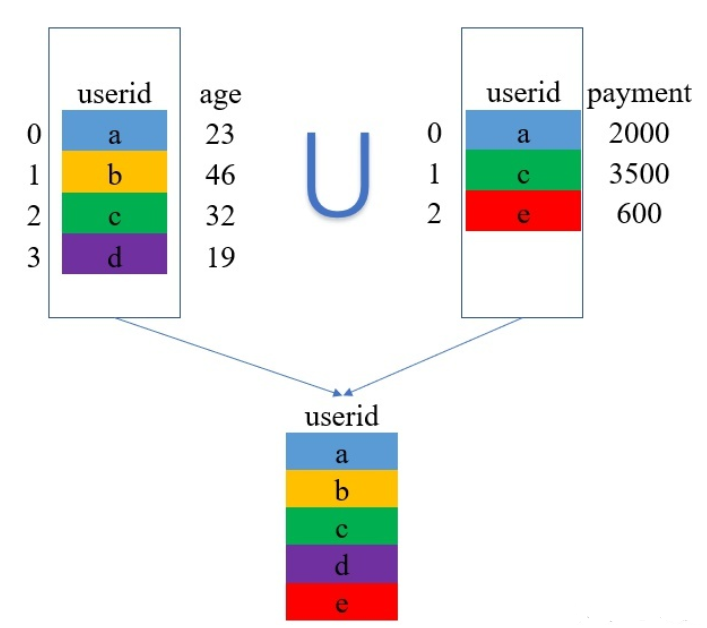 userid age
0 a 23
1 b 46
2 c 32
3 d 19
U
userid payment
0 a 2000
1 c 3500
2 e 600
userid
a
b
c
d
e